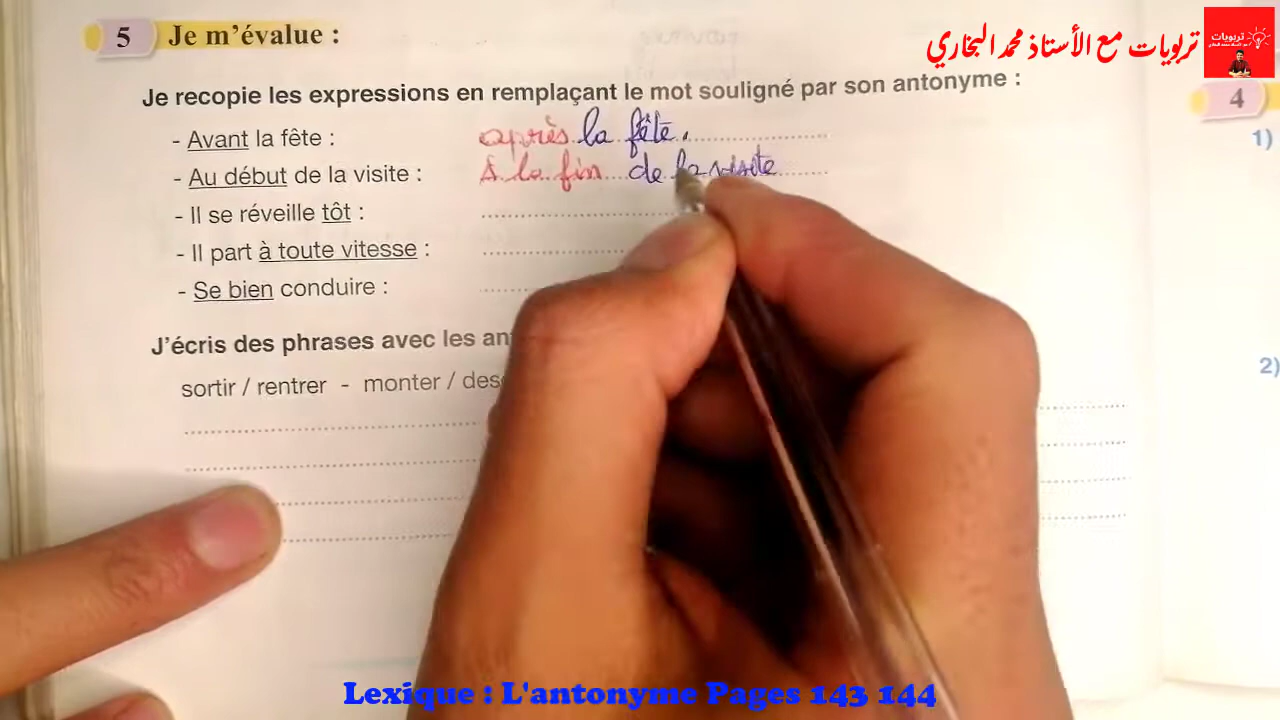 5 Je m'évalue :
تربويات مع الأستاذ محمد البخاري
تربويات
Je recopie les expressions en remplaçant le mot souligné par son antonyme :
4
- Avant la fête : après la fête.
1)
- Au début de la visite : à la fin de la visite
- Il se réveille tôt :
- Il part à toute vitesse :
- Se bien conduire :
J'écris des phrases avec les
2)
sortir / rentrer - monter /
Lexique : L'antonyme Pages 143 144